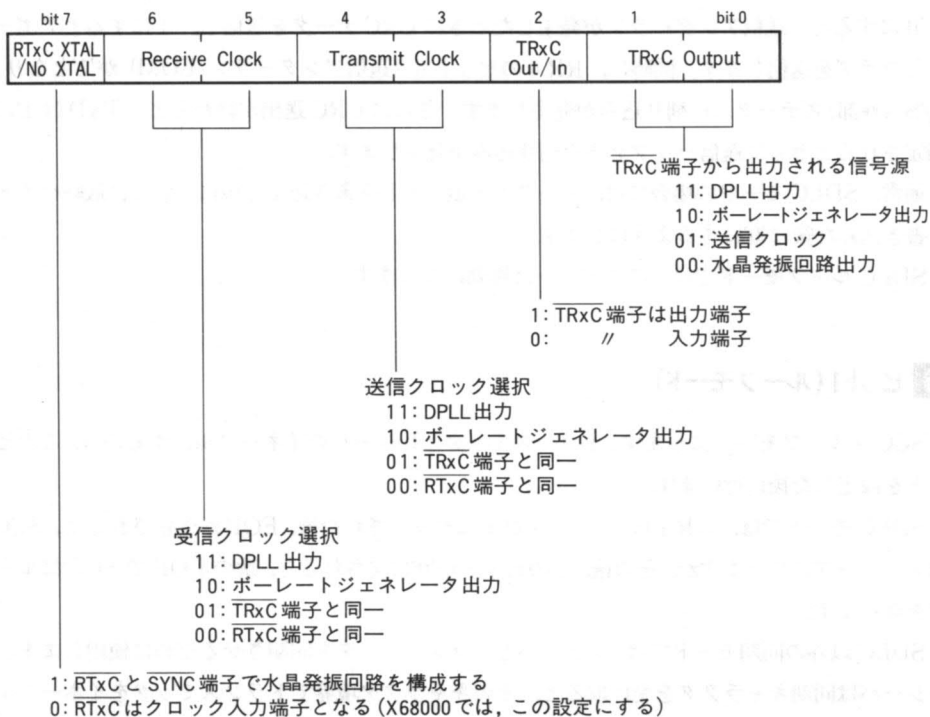 bit 7 6 5 4 3 2 1 bit 0
RTxC XTAL /No XTAL
Receive Clock
Transmit Clock
TRxC Out/In
TRxC Output
TRxC端子から出力される信号源
11: DPLL出力
10: ボーレートジェネレータ出力
01: 送信クロック
00: 水晶発振回路出力
1: TRxC端子は出力端子
0: 〃 入力端子
送信クロック選択
11: DPLL出力
10: ボーレートジェネレータ出力
01: TRxC端子と同一
00: RTxC端子と同一
受信クロック選択
11: DPLL出力
10: ボーレートジェネレータ出力
01: TRxC端子と同一
00: RTxC端子と同一
1: RTxCとSYNC端子で水晶発振回路を構成する
0: RTxCはクロック入力端子となる(X68000では, この設定にする)